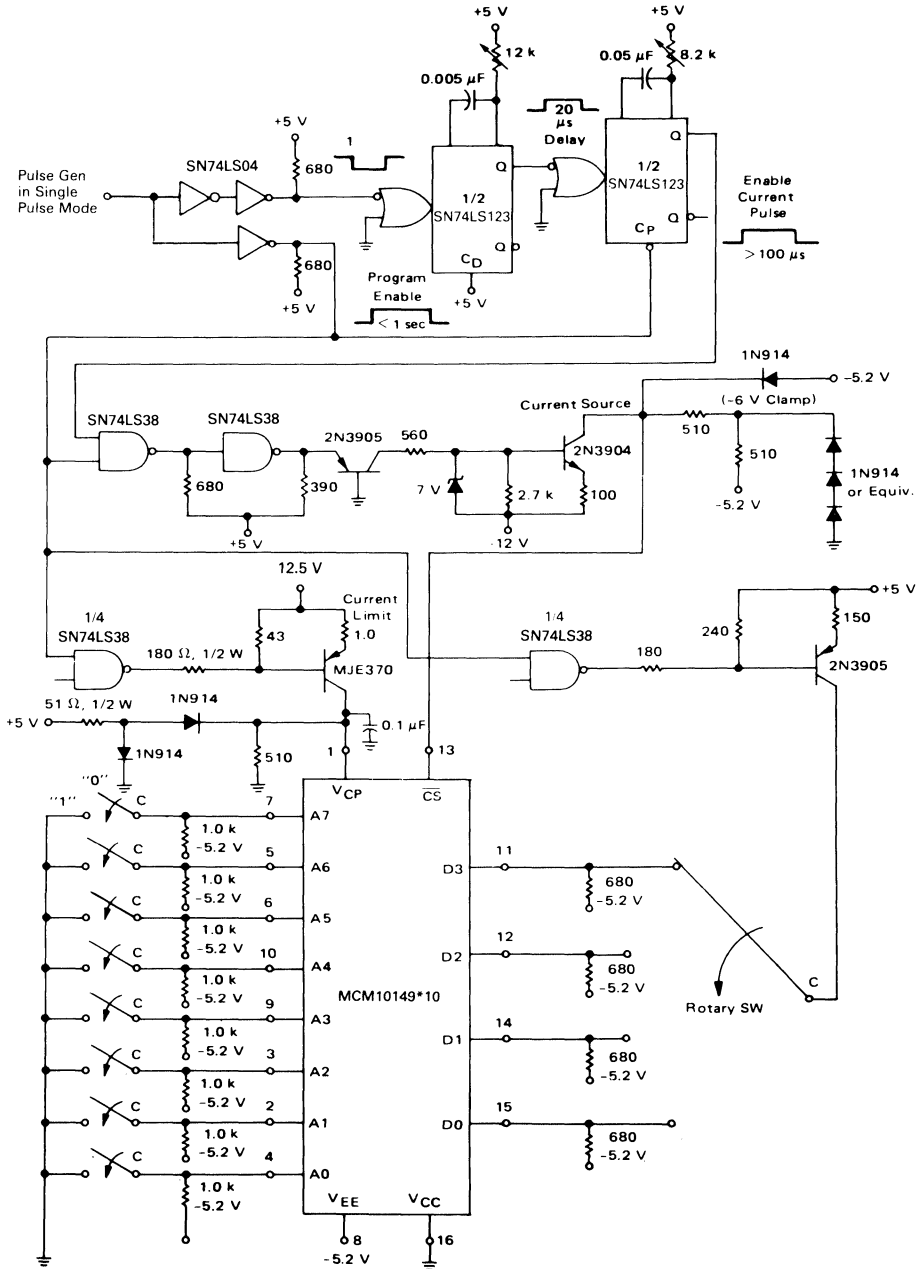 +5 V
+5 V
12 k
8.2 k
0.005 µF
0.05 µF
+5 V
SN74LS04
680
1
20
µs
Delay
Q
Q
Pulse Gen
in Single
Pulse Mode
1/2
SN74LS123
1/2
SN74LS123
Enable
Current
Pulse
> 100 µs
Q
Q
CD
CP
680
+5 V
+5 V
Program
Enable
< 1 sec
1N914
-5.2 V
(-6 V Clamp)
SN74LS38
SN74LS38
Current Source
2N3905
560
2N3904
510
510
-5.2 V
1N914
or Equiv.
680
390
7 V
2.7 k
100
+5 V
-12 V
12.5 V
Current
Limit
1/4
SN74LS38
43
1.0
180 Ω, 1/2 W
MJE370
1/4
SN74LS38
180
240
150
+5 V
2N3905
51 Ω, 1/2 W
1N914
+5 V
1N914
510
0.1 µF
1
13
VCP
CS
"1"
"0"
C
7
A7
1.0 k
-5.2 V
C
5
A6
1.0 k
-5.2 V
C
6
A5
1.0 k
-5.2 V
C
10
A4
1.0 k
-5.2 V
C
9
A3
1.0 k
-5.2 V
C
3
A2
1.0 k
-5.2 V
C
2
A1
1.0 k
-5.2 V
C
4
A0
1.0 k
-5.2 V
MCM10149*10
D3
11
680
-5.2 V
D2
12
680
-5.2 V
D1
14
680
-5.2 V
D0
15
680
-5.2 V
C
Rotary SW
VEE
VCC
8
-5.2 V
16